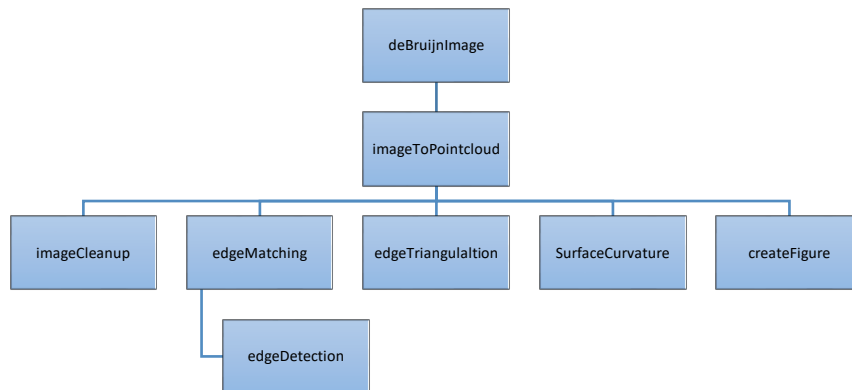 deBruijnImage
imageToPointcloud
imageCleanup
edgeMatching
edgeTriangulaltion
SurfaceCurvature
createFigure
edgeDetection